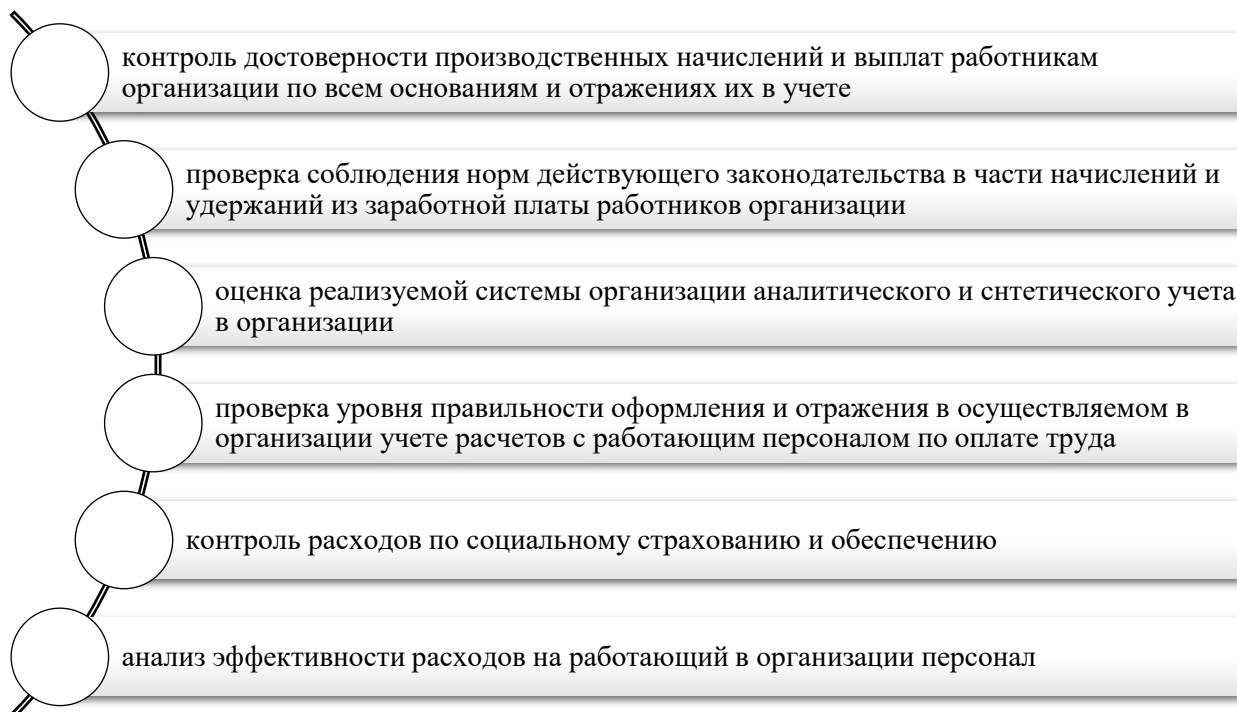 контроль достоверности производственных начислений и выплат работникам
организации по всем основаниям и отражениях их в учете
проверка соблюдения норм действующего законодательства в части начислений и
удержаний из заработной платы работников организации
оценка реализуемой системы организации аналитического и снтетического учета
в организации
проверка уровня правильности оформления и отражения в осуществляемом в
организации учете расчетов с работающим персоналом по оплате труда
контроль расходов по социальному страхованию и обеспечению
анализ эффективности расходов на работающий в организации персонал